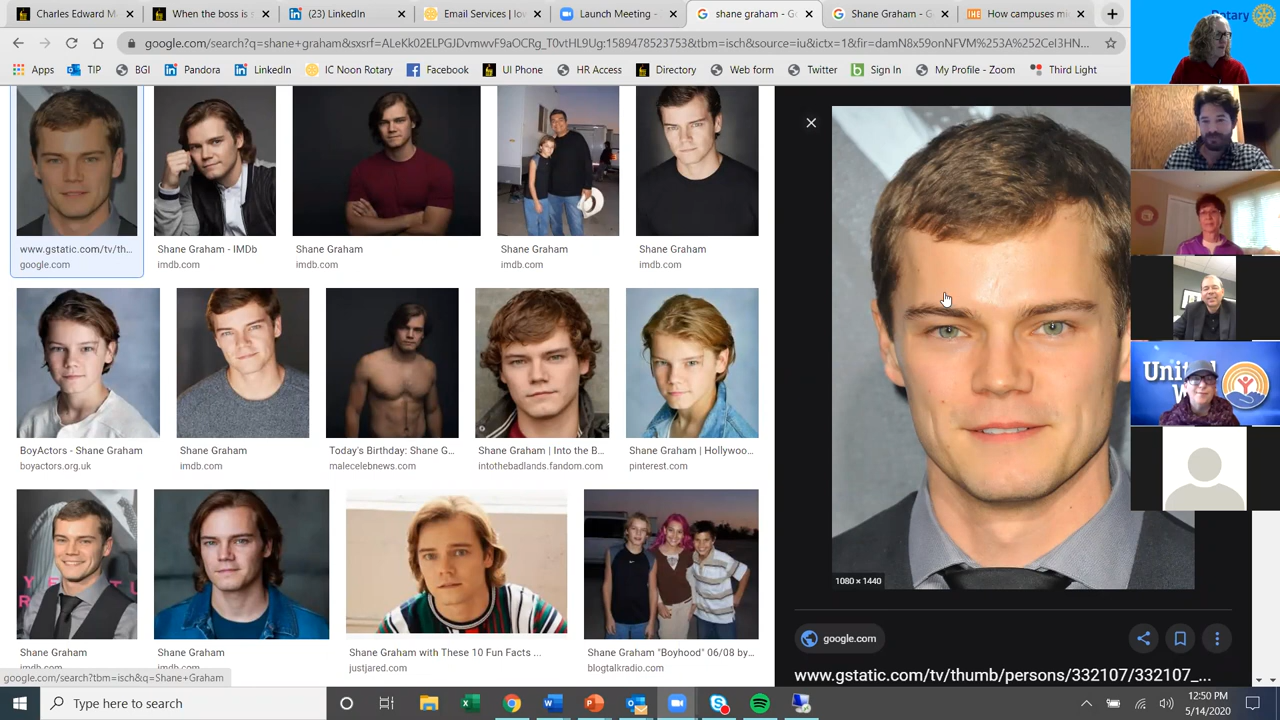 Charles Edward M
When the boss is s
(23) LinkedIn
Email Services | Io
Launch Meeting -
shane graham - G
Shane Graham - G
How campuses mi
google.com/search?q=shane+graham&sxsrf=ALeKk02ELPGJDvmwvF9aOCRg_T0vtHL9Ug:1589478523753&tbm=isch&source=iu&ictx=1&fir=damN8x59onNFVM%253A%252CeI3HN...
Apps
TIP
BGI
Pandora
LinkedIn
IC Noon Rotary
Facebook
UI Phone
HR Access
Directory
Web form
Twitter
Sign In
My Profile - Zoom
Third Light
Rotary
www.gstatic.com/tv/th...
google.com
Shane Graham - IMDb
imdb.com
Shane Graham
imdb.com
Shane Graham
imdb.com
Shane Graham
imdb.com
BoyActors - Shane Graham
boyactors.org.uk
Shane Graham
imdb.com
Today's Birthday: Shane G...
malecelebnews.com
Shane Graham | Into the B...
intothebadlands.fandom.com
Shane Graham | Hollywoo...
pinterest.com
United
1080 × 1440
Shane Graham
imdb.com
Shane Graham
imdb.com
Shane Graham with These 10 Fun Facts ...
justjared.com
Shane Graham "Boyhood" 06/08 by...
blogtalkradio.com
google.com
www.gstatic.com/tv/thumb/persons/332107/332107_...
google.com/search?tbm=isch&q=Shane+Graham
Type here to search
12:50 PM
5/14/2020